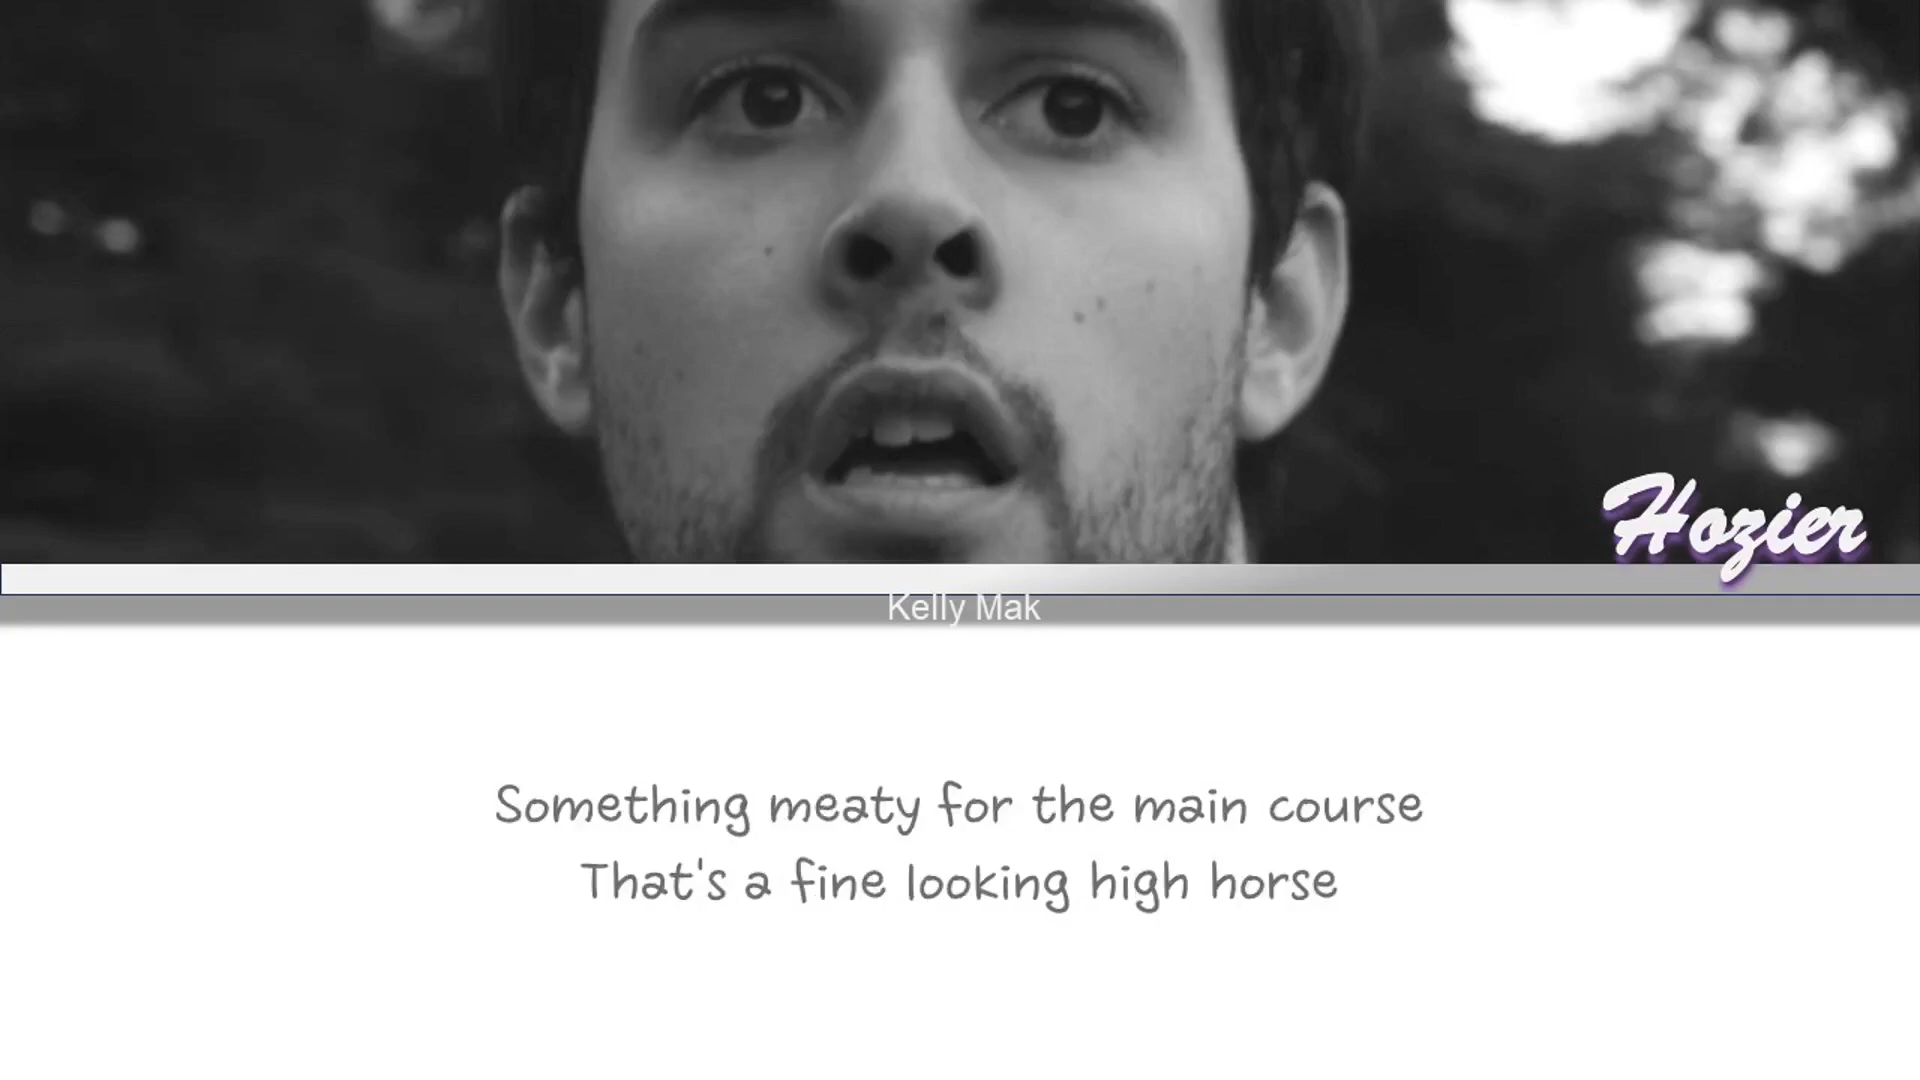 Hozier
Kelly Mak
Something meaty for the main course
That's a fine looking high horse